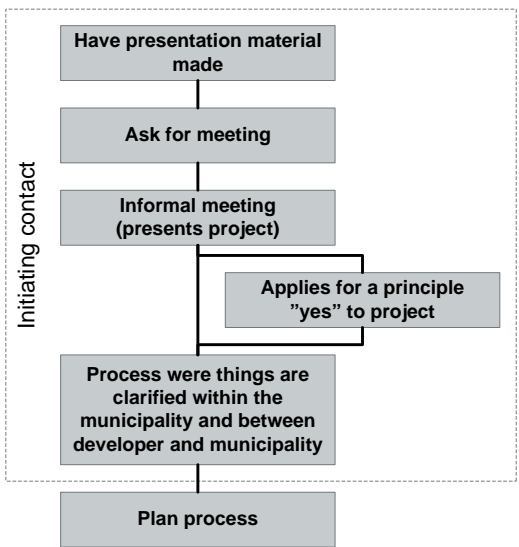 Have presentation material
made
Ask for meeting
Informal meeting
(presents project)
Applies for a principle
”yes” to project
Process were things are
clarified within the
municipality and between
developer and municipality
Initiating contact
Plan process